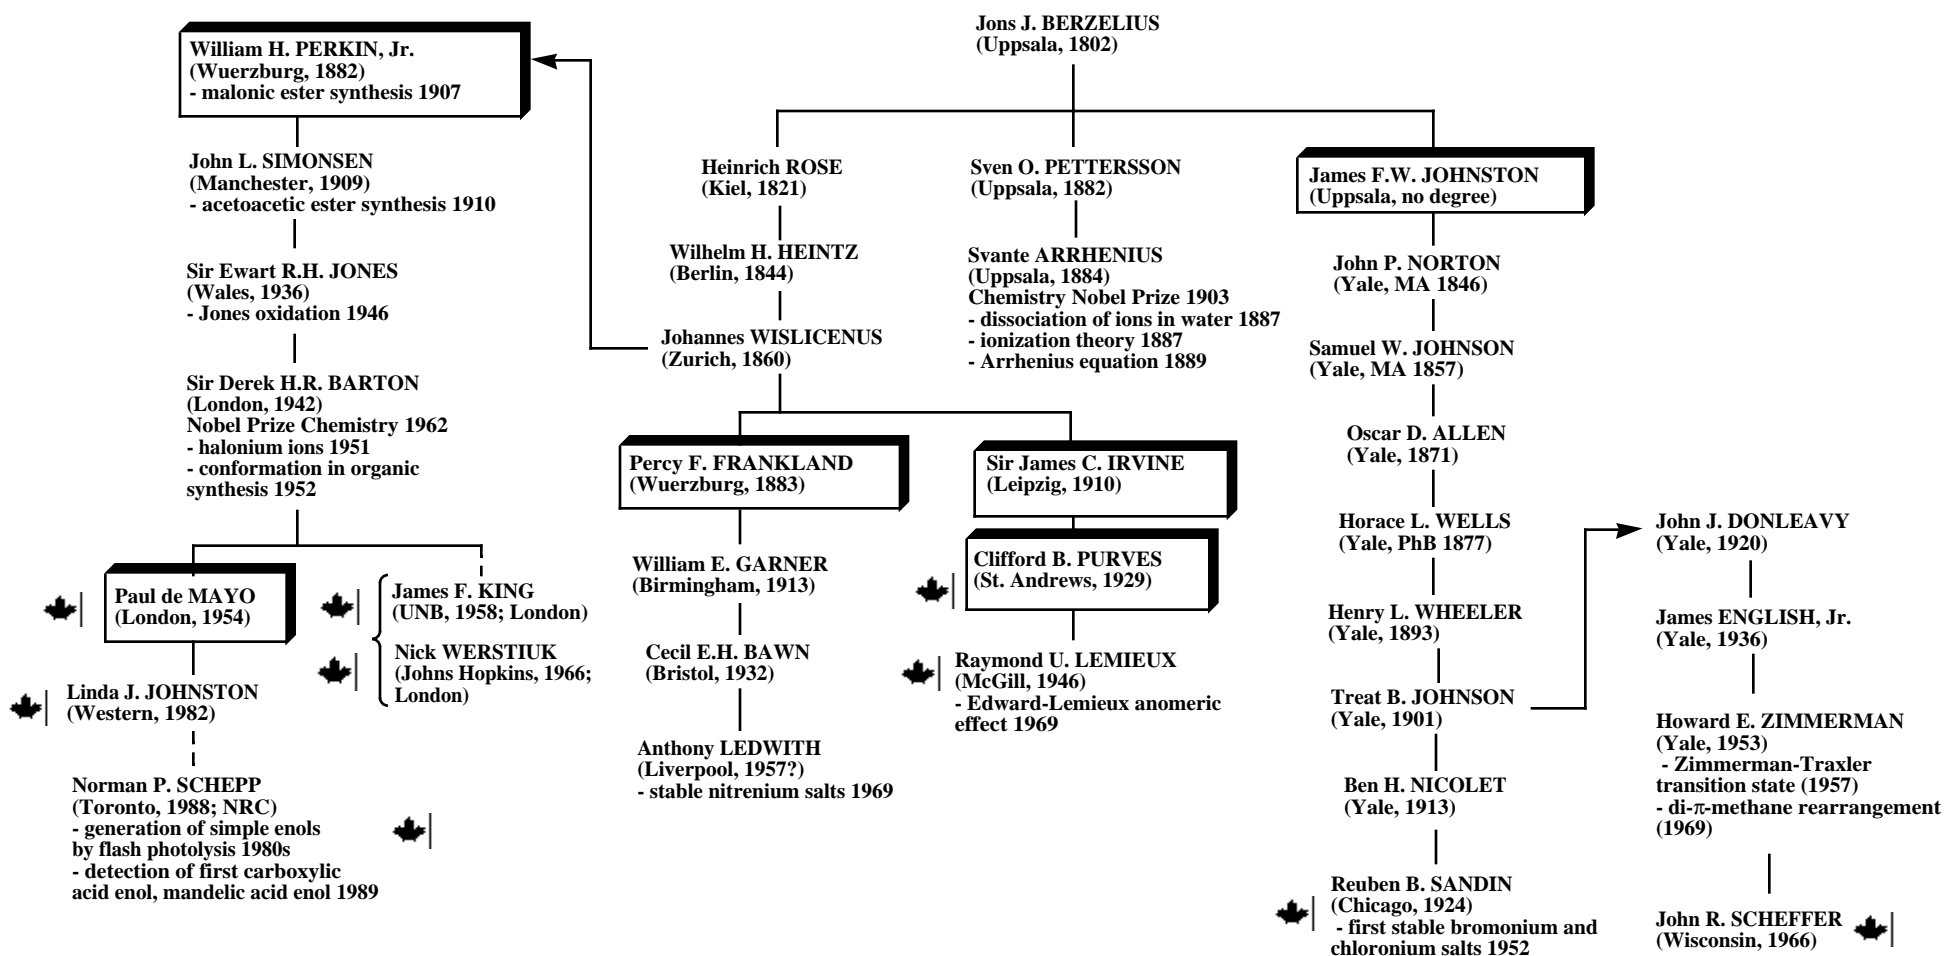 Jons J. BERZELIUS
(Uppsala, 1802)
William H. PERKIN, Jr.
(Wuerzburg, 1882)
- malonic ester synthesis 1907
John L. SIMONSEN
(Manchester, 1909)
- acetoacetic ester synthesis 1910
Sir Ewart R.H. JONES
(Wales, 1936)
- Jones oxidation 1946
Sir Derek H.R. BARTON
(London, 1942)
Nobel Prize Chemistry 1962
- halonium ions 1951
- conformation in organic
synthesis 1952
Paul de MAYO
(London, 1954)
James F. KING
(UNB, 1958; London)
Nick WERSTIUK
(Johns Hopkins, 1966;
London)
Linda J. JOHNSTON
(Western, 1982)
Norman P. SCHEPP
(Toronto, 1988; NRC)
- generation of simple enols
by flash photolysis 1980s
- detection of first carboxylic
acid enol, mandelic acid enol 1989
Heinrich ROSE
(Kiel, 1821)
Wilhelm H. HEINTZ
(Berlin, 1844)
Johannes WISLICENUS
(Zurich, 1860)
Percy F. FRANKLAND
(Wuerzburg, 1883)
William E. GARNER
(Birmingham, 1913)
Cecil E.H. BAWN
(Bristol, 1932)
Anthony LEDWITH
(Liverpool, 1957?)
- stable nitrenium salts 1969
Sir James C. IRVINE
(Leipzig, 1910)
Clifford B. PURVES
(St. Andrews, 1929)
Raymond U. LEMIEUX
(McGill, 1946)
- Edward-Lemieux anomeric
effect 1969
Sven O. PETTERSSON
(Uppsala, 1882)
Svante ARRHENIUS
(Uppsala, 1884)
Chemistry Nobel Prize 1903
- dissociation of ions in water 1887
- ionization theory 1887
- Arrhenius equation 1889
James F.W. JOHNSTON
(Uppsala, no degree)
John P. NORTON
(Yale, MA 1846)
Samuel W. JOHNSON
(Yale, MA 1857)
Oscar D. ALLEN
(Yale, 1871)
Horace L. WELLS
(Yale, PhB 1877)
Henry L. WHEELER
(Yale, 1893)
Treat B. JOHNSON
(Yale, 1901)
Ben H. NICOLET
(Yale, 1913)
Reuben B. SANDIN
(Chicago, 1924)
- first stable bromonium and
chloronium salts 1952
John J. DONLEAVY
(Yale, 1920)
James ENGLISH, Jr.
(Yale, 1936)
Howard E. ZIMMERMAN
(Yale, 1953)
- Zimmerman-Traxler
transition state (1957)
- di-π-methane rearrangement
(1969)
John R. SCHEFFER
(Wisconsin, 1966)